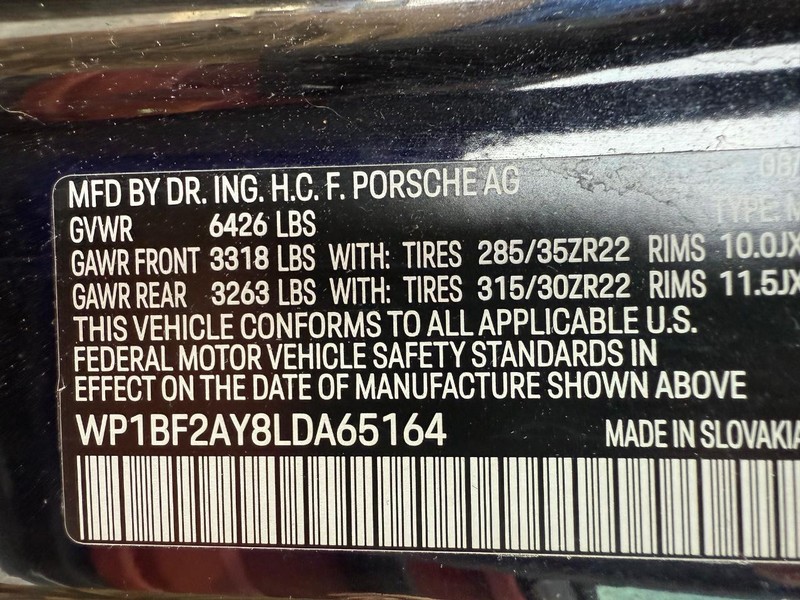 MFD BY DR. ING. H.C. F. PORSCHE AG 08/
GVWR 6426 LBS TYPE: M
GAWR FRONT 3318 LBS WITH: TIRES 285/35ZR22 RIMS 10.0JX
GAWR REAR 3263 LBS WITH: TIRES 315/30ZR22 RIMS 11.5JX
THIS VEHICLE CONFORMS TO ALL APPLICABLE U.S.
FEDERAL MOTOR VEHICLE SAFETY STANDARDS IN
EFFECT ON THE DATE OF MANUFACTURE SHOWN ABOVE
WP1BF2AY8LDA65164 MADE IN SLOVAKIA